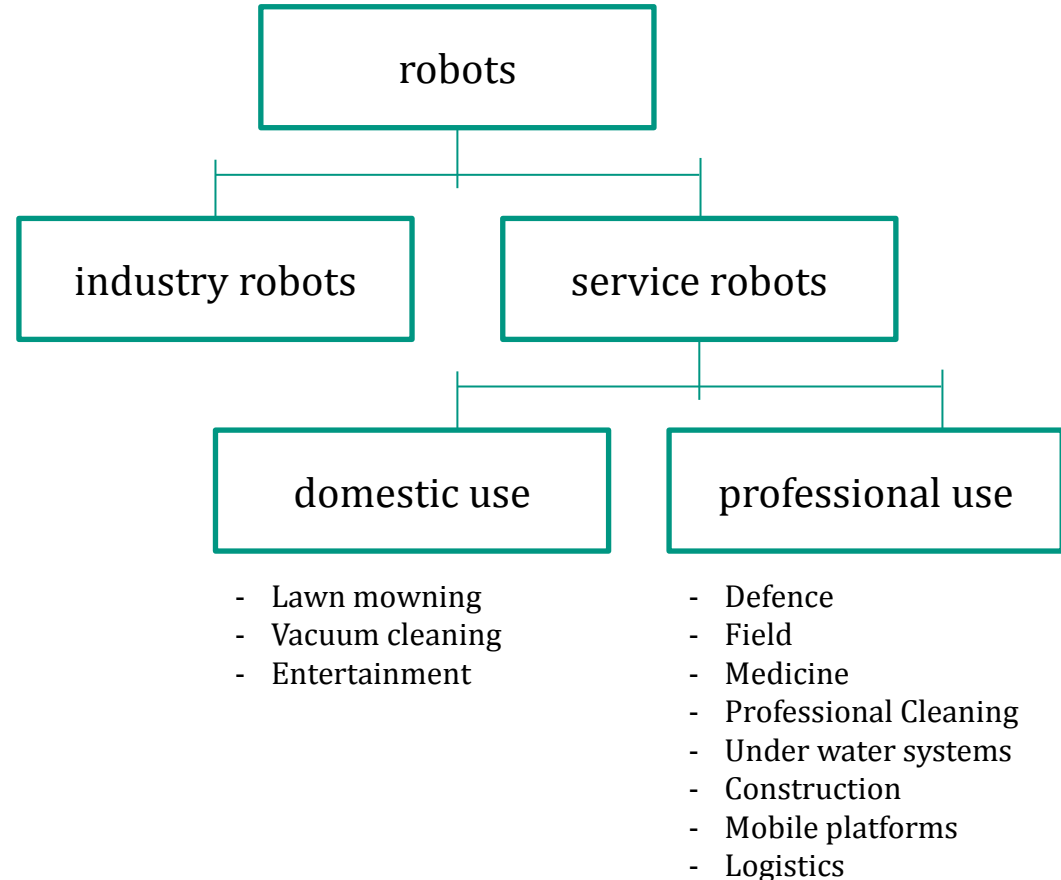 robots
industry robots
service robots
domestic use
professional use
- Lawn mowning
- Vacuum cleaning
- Entertainment
- Defence
- Field
- Medicine
- Professional Cleaning
- Under water systems
- Construction
- Mobile platforms
- Logistics